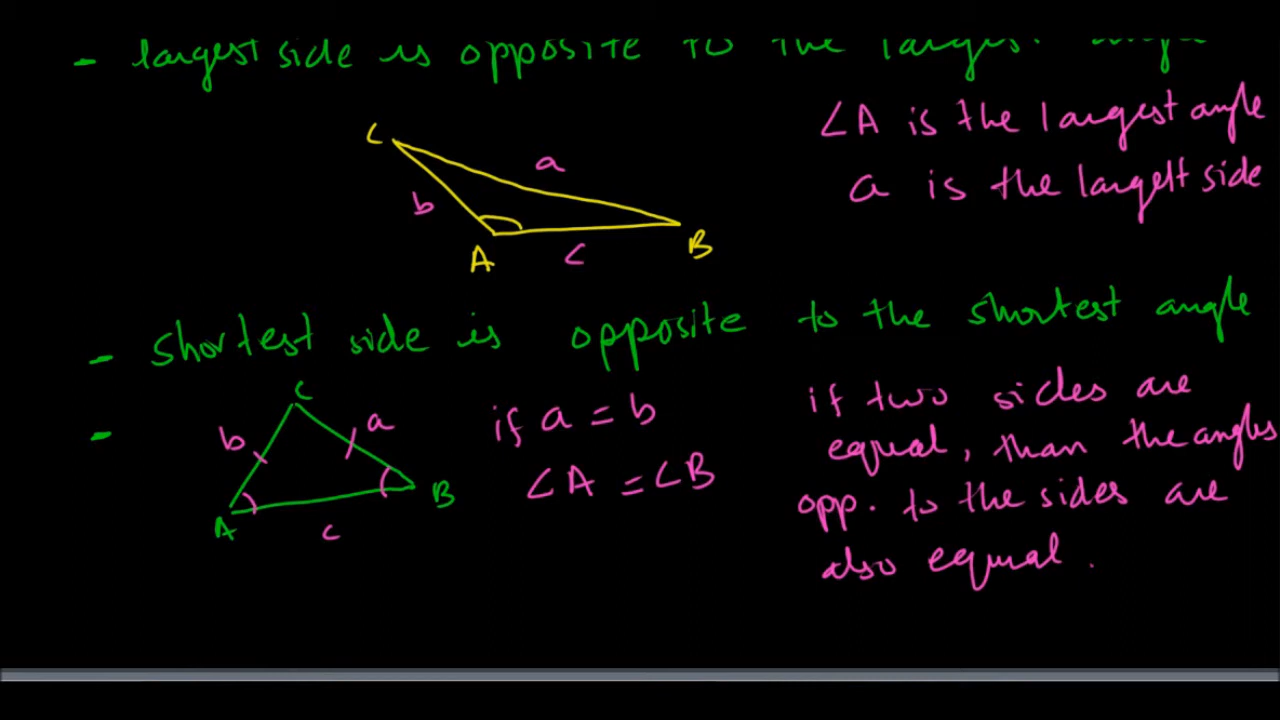 - largest side is opposite to the largest angle
∠A is the largest angle
a is the largest side
C
a
b
A
c
B
- shortest side is opposite to the shortest angle
-
C
b
a
A
c
B
if a = b
∠A = ∠B
if two sides are
equal, than the angles
opp. to the sides are
also equal.